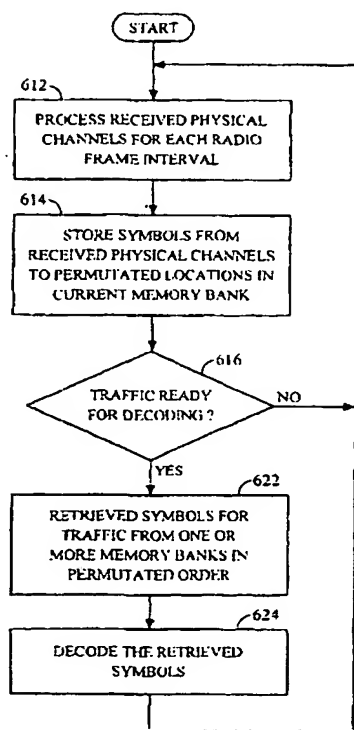 START
612
PROCESS RECEIVED PHYSICAL
CHANNELS FOR EACH RADIO
FRAME INTERVAL
614
STORE SYMBOLS FROM
RECEIVED PHYSICAL CHANNELS
TO PERMUTATED LOCATIONS IN
CURRENT MEMORY BANK
616
TRAFFIC READY
FOR DECODING ?
NO
YES
622
RETRIEVED SYMBOLS FOR
TRAFFIC FROM ONE OR
MORE MEMORY BANKS IN
PERMUTATED ORDER
624
DECODE THE RETRIEVED
SYMBOLS